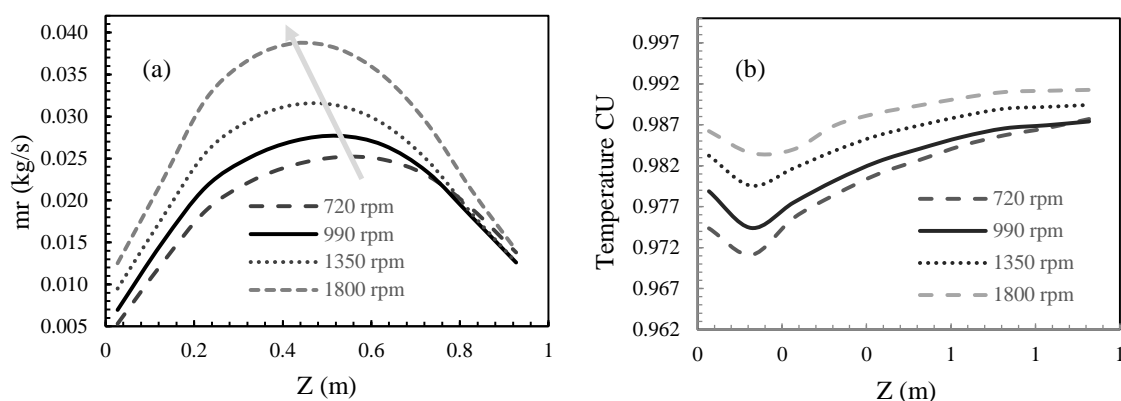 0.040
0.035
0.030
0.025
0.020
0.015
0.010
0.005
mr (kg/s)
(a)
720 rpm
990 rpm
1350 rpm
1800 rpm
0 0.2 0.4 0.6 0.8 1
Z (m)
0.997
0.992
0.987
0.982
0.977
0.972
0.967
0.962
Temperature CU
(b)
720 rpm
990 rpm
1350 rpm
1800 rpm
0 0 0 1 1 1
Z (m)